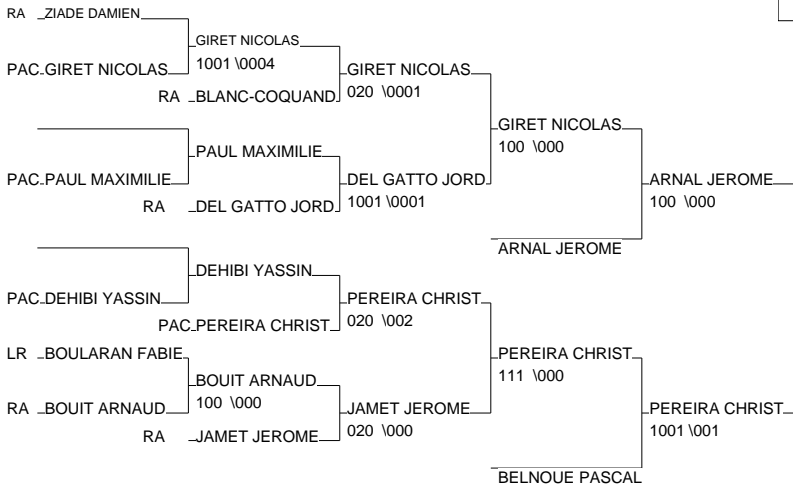 RA ZIADE DAMIEN
GIRET NICOLAS
1001 \0004
PAC GIRET NICOLAS
GIRET NICOLAS
020 \0001
RA BLANC-COQUAND
GIRET NICOLAS
100 \000
PAUL MAXIMILIE
PAC PAUL MAXIMILIE
DEL GATTO JORD
1001 \0001
ARNAL JEROME
100 \000
RA DEL GATTO JORD
ARNAL JEROME
DEHIBI YASSIN
PAC DEHIBI YASSIN
PEREIRA CHRIST
020 \002
PAC PEREIRA CHRIST
LR BOULARAN FABIE
PEREIRA CHRIST
111 \000
BOUIT ARNAUD
100 \000
RA BOUIT ARNAUD
JAMET JEROME
020 \000
PEREIRA CHRIST
1001 \001
RA JAMET JEROME
BELNOUE PASCAL